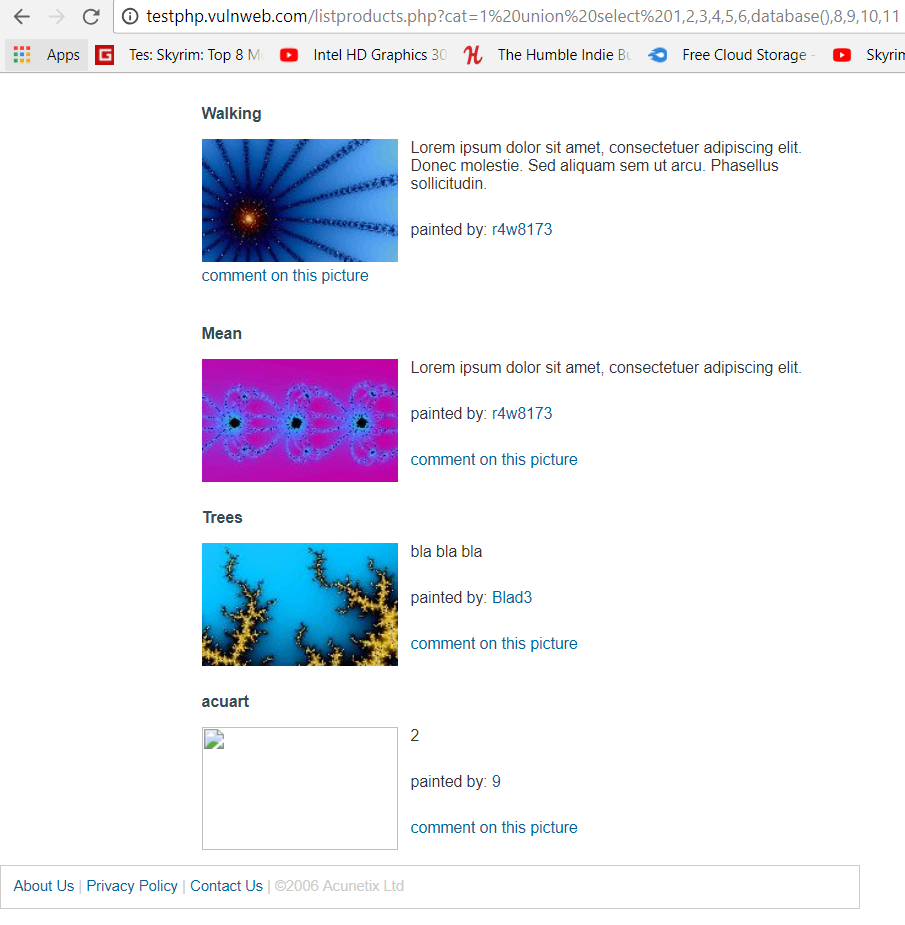 testphp.vulnweb.com/listproducts.php?cat=1%20union%20select%201,2,3,4,5,6,database(),8,9,10,11
Apps Tes: Skyrim: Top 8 M Intel HD Graphics 30 The Humble Indie Bu Free Cloud Storage - Skyrim
Walking
Lorem ipsum dolor sit amet, consectetuer adipiscing elit.
Donec molestie. Sed aliquam sem ut arcu. Phasellus
sollicitudin.
painted by: r4w8173
comment on this picture
Mean
Lorem ipsum dolor sit amet, consectetuer adipiscing elit.
painted by: r4w8173
comment on this picture
Trees
bla bla bla
painted by: Blad3
comment on this picture
acuart
2
painted by: 9
comment on this picture
About Us | Privacy Policy | Contact Us | ©2006 Acunetix Ltd